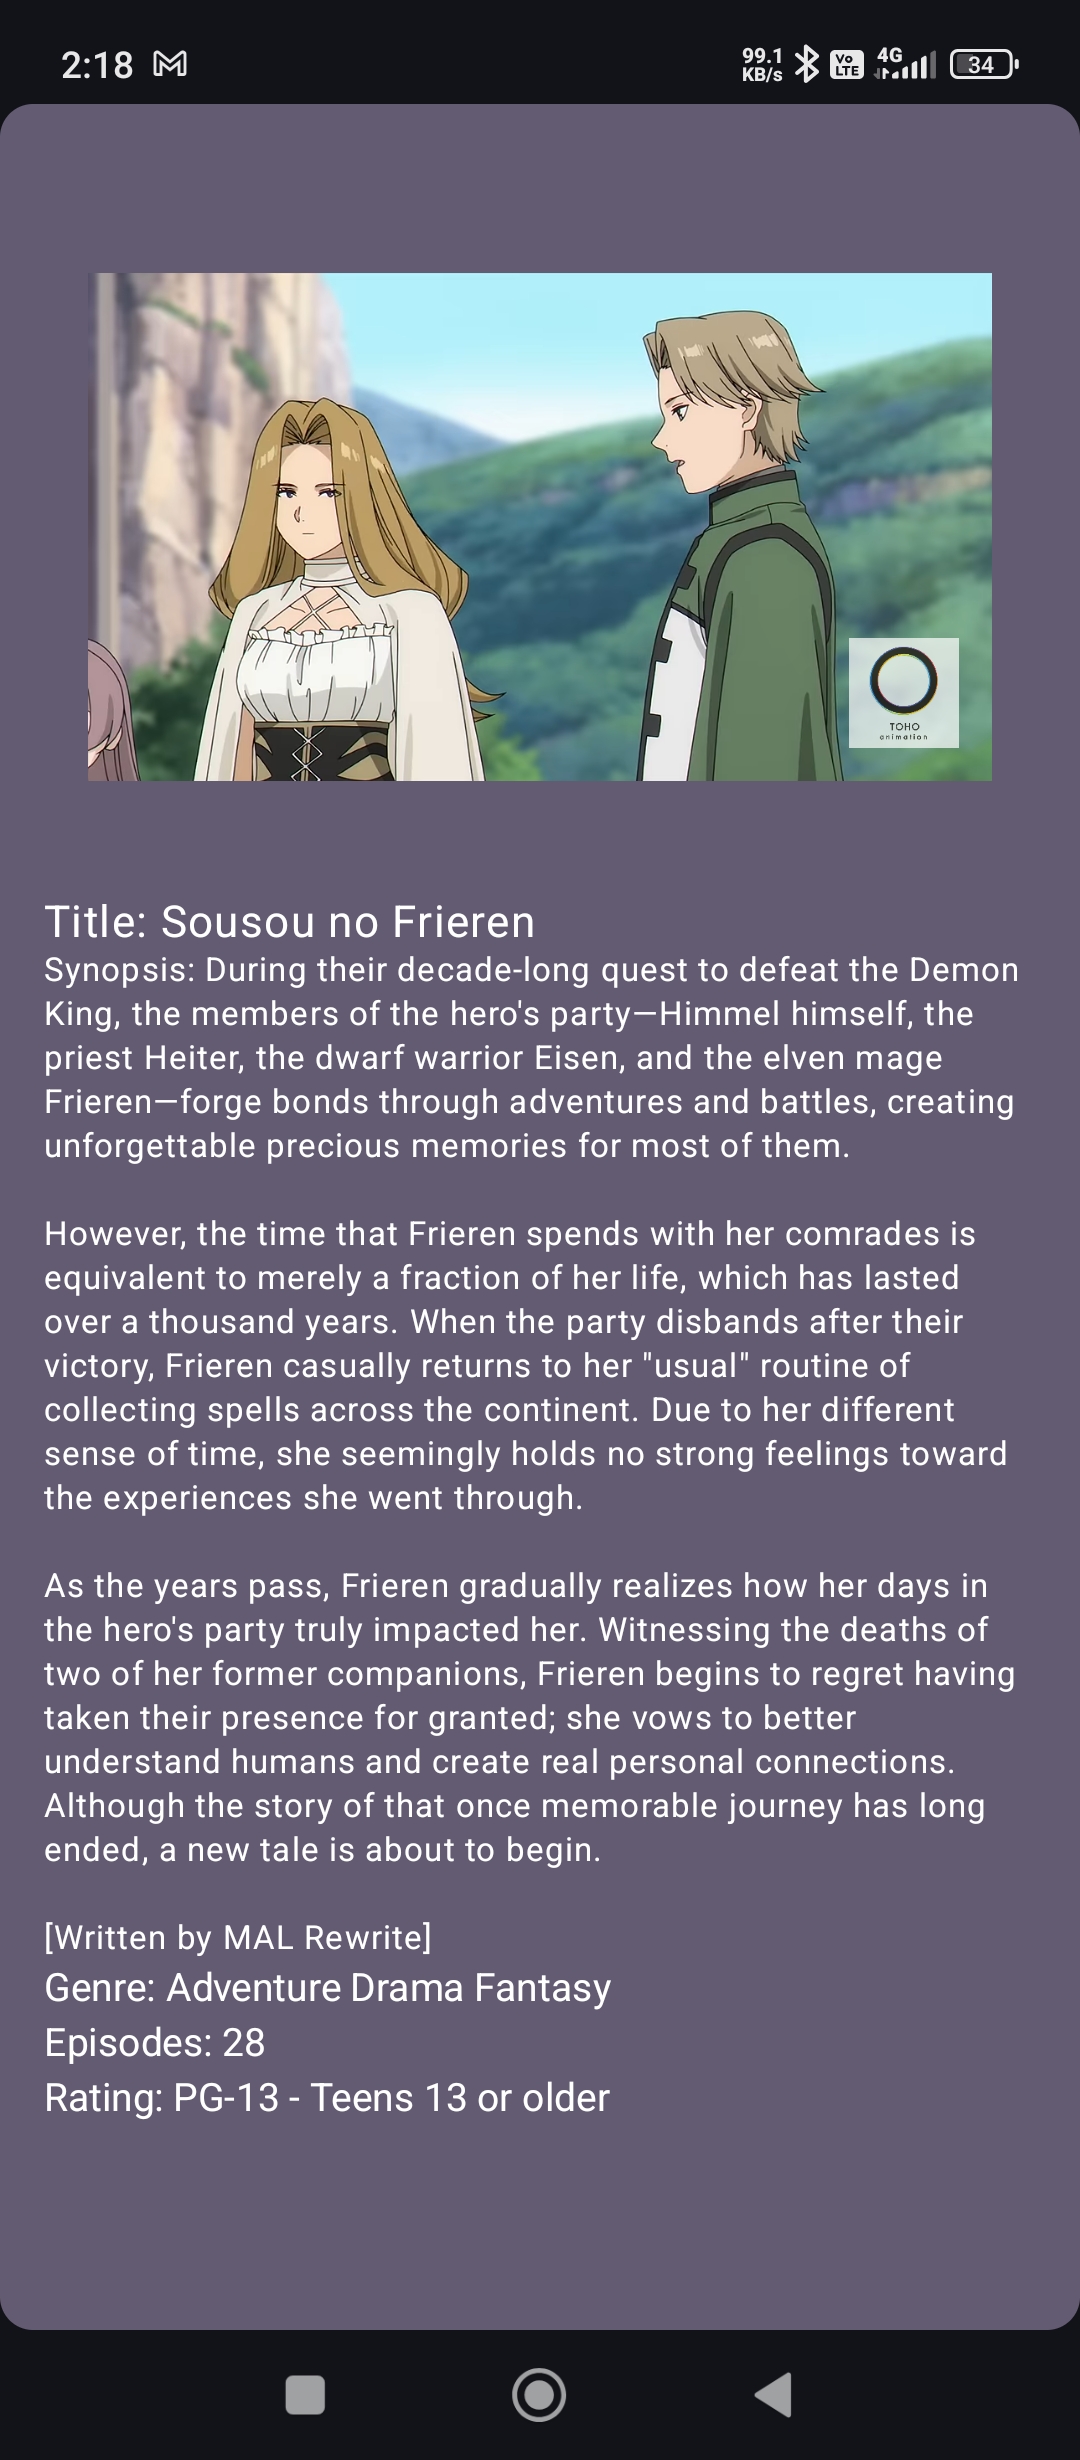 2:18
99.1
KB/s
Vo
LTE
4G
34
TOHO
animation
Title: Sousou no Frieren
Synopsis: During their decade-long quest to defeat the Demon
King, the members of the hero's party—Himmel himself, the
priest Heiter, the dwarf warrior Eisen, and the elven mage
Frieren—forge bonds through adventures and battles, creating
unforgettable precious memories for most of them.
However, the time that Frieren spends with her comrades is
equivalent to merely a fraction of her life, which has lasted
over a thousand years. When the party disbands after their
victory, Frieren casually returns to her "usual" routine of
collecting spells across the continent. Due to her different
sense of time, she seemingly holds no strong feelings toward
the experiences she went through.
As the years pass, Frieren gradually realizes how her days in
the hero's party truly impacted her. Witnessing the deaths of
two of her former companions, Frieren begins to regret having
taken their presence for granted; she vows to better
understand humans and create real personal connections.
Although the story of that once memorable journey has long
ended, a new tale is about to begin.
[Written by MAL Rewrite]
Genre: Adventure Drama Fantasy
Episodes: 28
Rating: PG-13 - Teens 13 or older